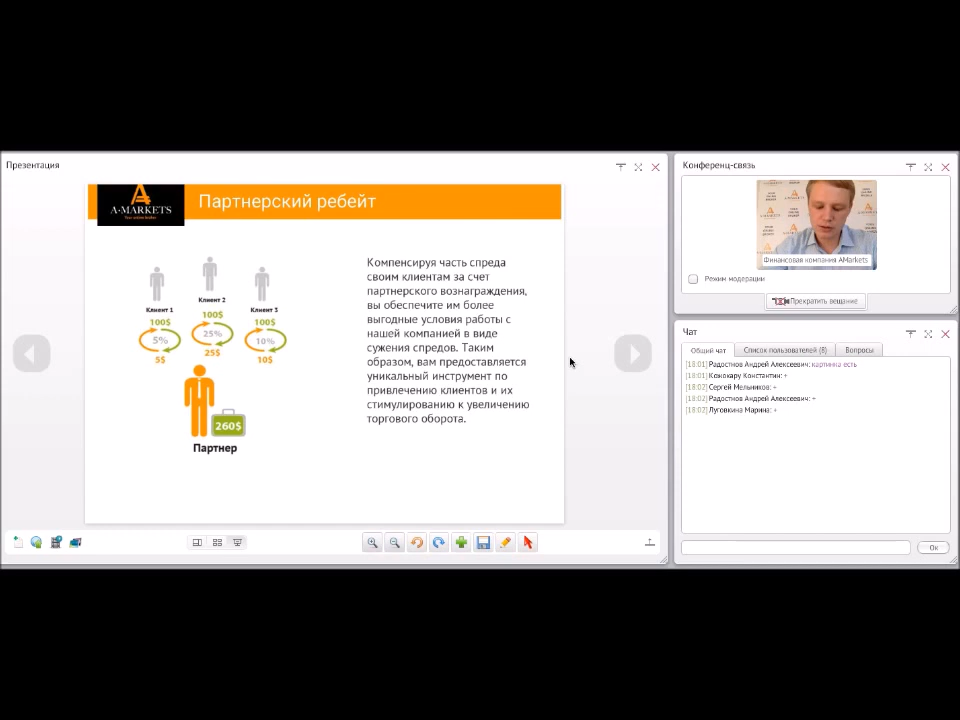 Презентация
A-MARKETS
Партнерский ребейт
Клиент 1
Клиент 2
Клиент 3
100$
100$
100$
5%
25%
10%
5$
25$
10$
260$
Партнер
Компенсируя часть спреда
своим клиентам за счет
партнерского вознаграждения,
вы обеспечите им более
выгодные условия работы с
нашей компанией в виде
сужения спредов. Таким
образом, вам предоставляется
уникальный инструмент по
привлечению клиентов и их
стимулированию к увеличению
торгового оборота.
Конференц-связь
Финансовая компания AMarkets
Режим модерации
Прекратить вещание
Чат
Общий чат
Список пользователей (8)
Вопросы
[18:01] Радостнов Андрей Алексеевич: картинка есть
[18:01] Кожокару Константин: +
[18:02] Сергей Мельников: +
[18:02] Радостнов Андрей Алексеевич: +
[18:02] Луговкина Марина: +
Ок